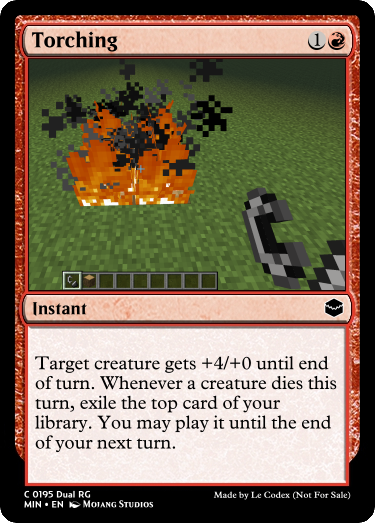 Torching 1
Instant
Target creature gets +4/+0 until end
of turn. Whenever a creature dies this
turn, exile the top card of your
library. You may play it until the end
of your next turn.
C 0195 Dual RG
MIN • EN Mojang Studios
Made by Le Codex (Not For Sale)